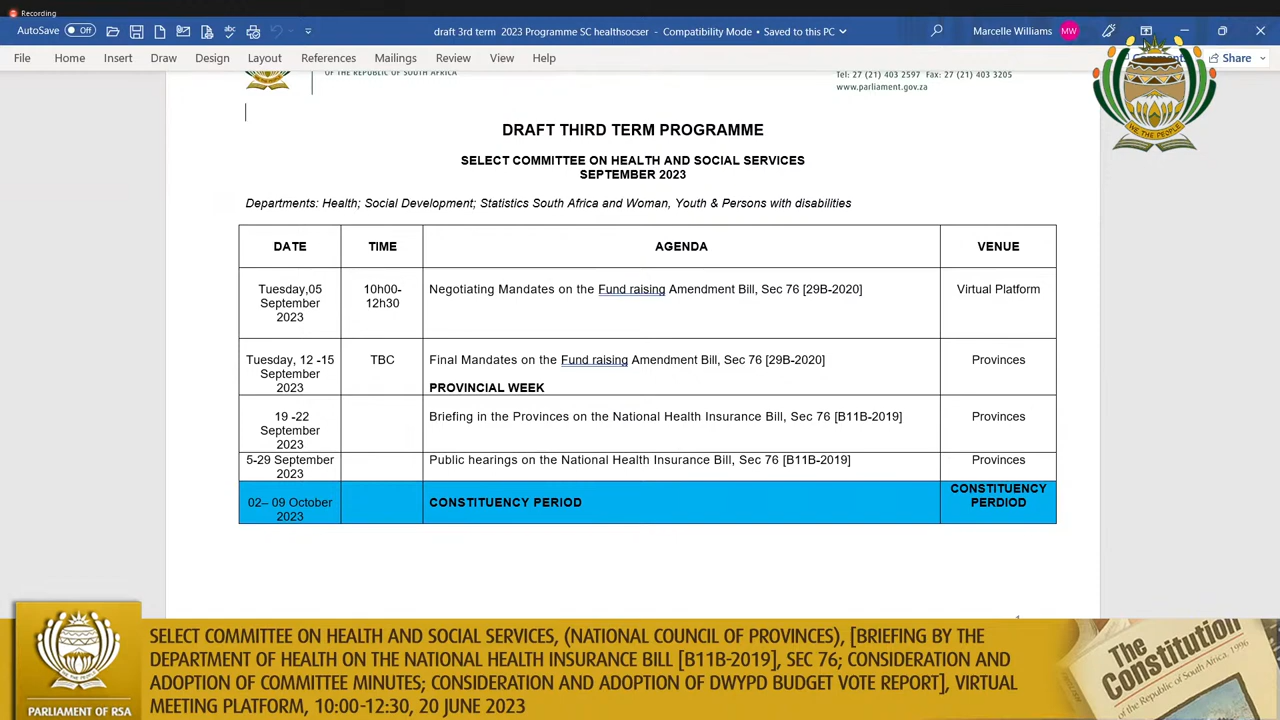 Recording
AutoSave Off
draft 3rd term 2023 Programme SC healthsocser - Compatibility Mode • Saved to this PC
Marcelle Williams MW
File Home Insert Draw Design Layout References Mailings Review View Help
Share
OF THE REPUBLIC OF SOUTH AFRICA
Tel: 27 (21) 403 2597 Fax: 27 (21) 403 3205
www.parliament.gov.za
WE, THE PEOPLE
DRAFT THIRD TERM PROGRAMME
SELECT COMMITTEE ON HEALTH AND SOCIAL SERVICES
SEPTEMBER 2023
Departments: Health; Social Development; Statistics South Africa and Woman, Youth & Persons with disabilities
DATE TIME AGENDA VENUE
Tuesday,05 10h00- Negotiating Mandates on the Fund raising Amendment Bill, Sec 76 [29B-2020] Virtual Platform
September 12h30
2023
Tuesday, 12 -15 TBC Final Mandates on the Fund raising Amendment Bill, Sec 76 [29B-2020] Provinces
September
2023 PROVINCIAL WEEK
19 -22 Briefing in the Provinces on the National Health Insurance Bill, Sec 76 [B11B-2019] Provinces
September
2023
5-29 September Public hearings on the National Health Insurance Bill, Sec 76 [B11B-2019] Provinces
2023
CONSTITUENCY
02– 09 October CONSTITUENCY PERIOD PERDIOD
2023
SELECT COMMITTEE ON HEALTH AND SOCIAL SERVICES, (NATIONAL COUNCIL OF PROVINCES), [BRIEFING BY THE
DEPARTMENT OF HEALTH ON THE NATIONAL HEALTH INSURANCE BILL [B11B-2019], SEC 76; CONSIDERATION AND
ADOPTION OF COMMITTEE MINUTES; CONSIDERATION AND ADOPTION OF DWYPD BUDGET VOTE REPORT], VIRTUAL
MEETING PLATFORM, 10:00-12:30, 20 JUNE 2023
PARLIAMENT OF RSA
The
Constitution
of the Republic of South Africa, 1996